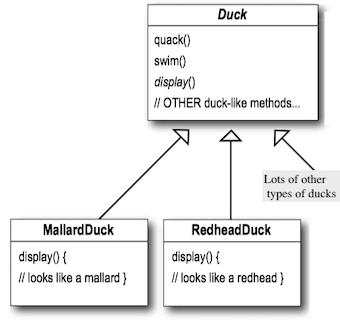 Duck
quack()
swim()
display()
// OTHER duck-like methods...
Lots of other
types of ducks
MallardDuck
display() {
// looks like a mallard }
RedheadDuck
display() {
// looks like a redhead }